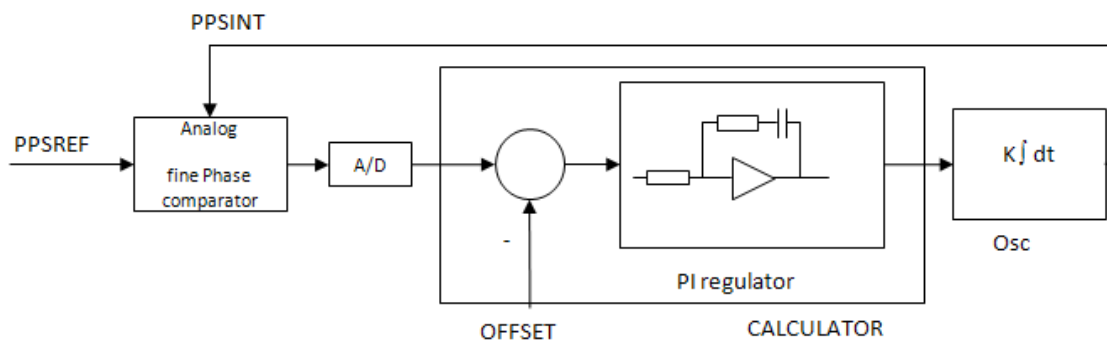 PPSINT
PPSREF
Analog
fine Phase
comparator
A/D
K∫ dt
Osc
-
PI regulator
OFFSET
CALCULATOR